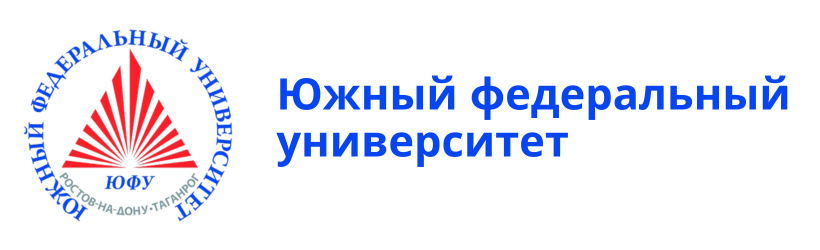 ЮЖНЫЙ ФЕДЕРАЛЬНЫЙ УНИВЕРСИТЕТ
ЮФУ
РОСТОВ-НА-ДОНУ•ТАГАНРОГ
Южный федеральный
университет